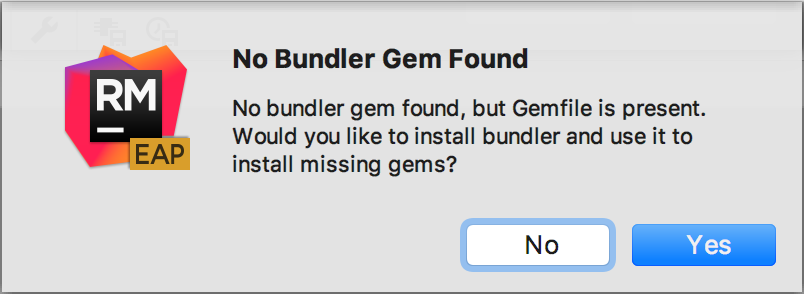 RM
EAP
No Bundler Gem Found
No bundler gem found, but Gemfile is present.
Would you like to install bundler and use it to
install missing gems?
No
Yes